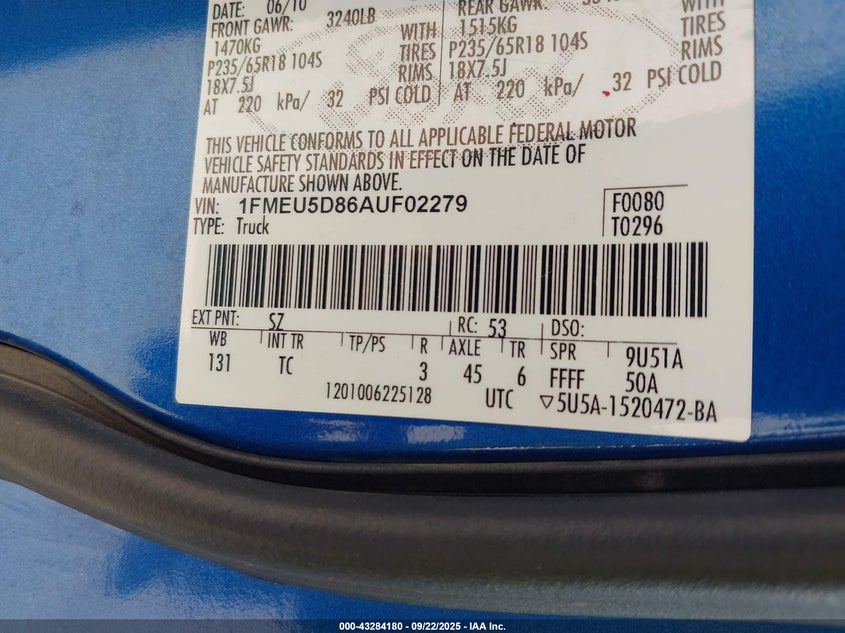 DATE: 06/10
FRONT GAWR: 3240LB
1470KG WITH
P235/65R18 104S TIRES
18X7.5J RIMS
AT 220 kPa/ 32 PSI COLD
REAR GAWR:
1515KG WITH
P235/65R18 104S TIRES
18X7.5J RIMS
AT 220 kPa/ 32 PSI COLD
THIS VEHICLE CONFORMS TO ALL APPLICABLE FEDERAL MOTOR
VEHICLE SAFETY STANDARDS IN EFFECT ON THE DATE OF
MANUFACTURE SHOWN ABOVE.
VIN: 1FMEU5D86AUF02279 F0080
TYPE: Truck T0296
EXT PNT: SZ RC: 53 DSO:
WB INT TR TP/PS R AXLE TR SPR 9U51A
131 TC 3 45 6 FFFF 50A
1201006225128 UTC ▽5U5A-1520472-BA
000-43284180 - 09/22/2025 - IAA Inc.